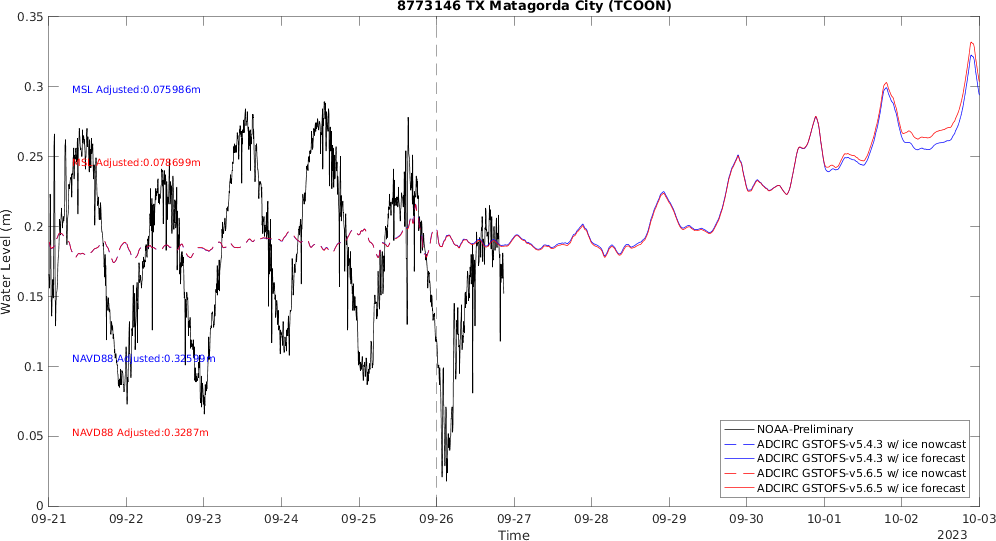 8773146 TX Matagorda City (TCOON)
Water Level (m)
0.35
0.3
0.25
0.2
0.15
0.1
0.05
0
MSL Adjusted:0.075986m
MSL Adjusted:0.078699m
NAVD88 Adjusted:0.32599m
NAVD88 Adjusted:0.3287m
NOAA-Preliminary
ADCIRC GSTOFS-v5.4.3 w/ ice nowcast
ADCIRC GSTOFS-v5.4.3 w/ ice forecast
ADCIRC GSTOFS-v5.6.5 w/ ice nowcast
ADCIRC GSTOFS-v5.6.5 w/ ice forecast
09-21 09-22 09-23 09-24 09-25 09-26 09-27 09-28 09-29 09-30 10-01 10-02 10-03
Time
2023